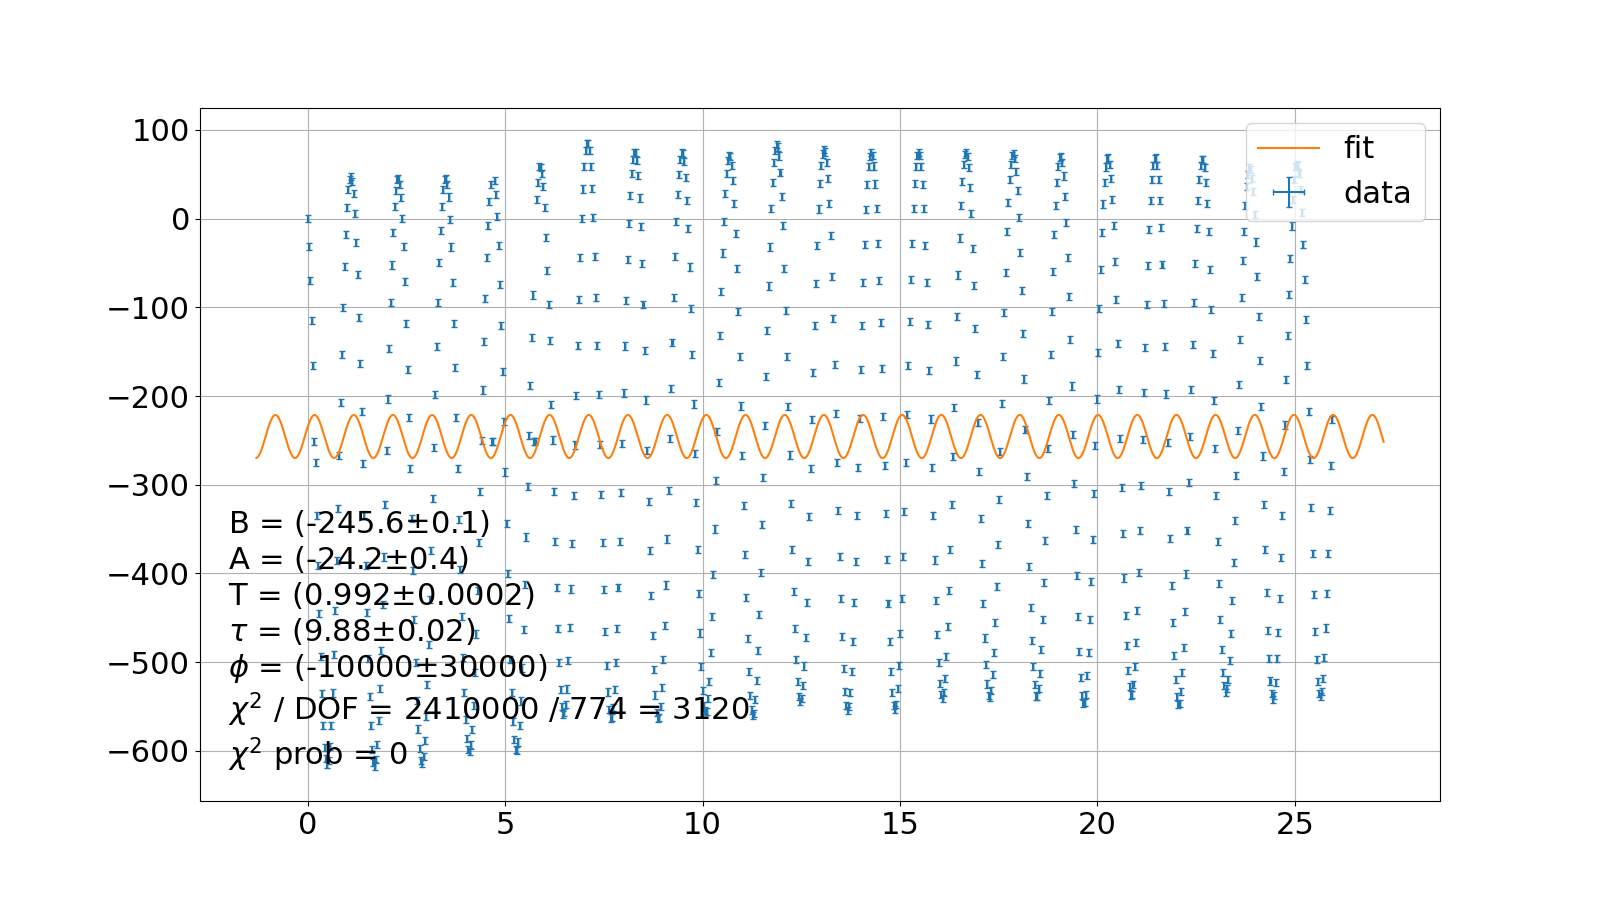 100
0
−100
−200
−300
−400
−500
−600
fit
data
B = (-245.6±0.1)
A = (-24.2±0.4)
T = (0.992±0.0002)
τ = (9.88±0.02)
ϕ = (-10000±30000)
χ² / DOF = 2410000 / 774 = 3120
χ² prob = 0
0 5 10 15 20 25